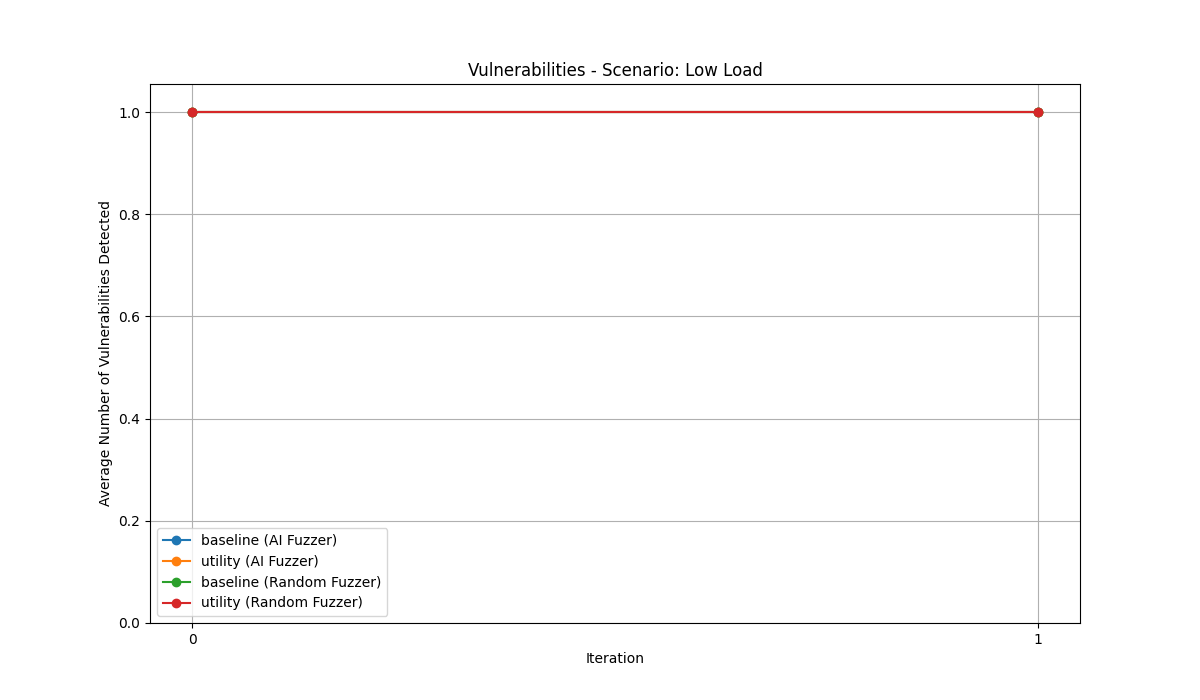 Vulnerabilities - Scenario: Low Load
Average Number of Vulnerabilities Detected
1.0
0.8
0.6
0.4
0.2
0.0
baseline (AI Fuzzer)
utility (AI Fuzzer)
baseline (Random Fuzzer)
utility (Random Fuzzer)
0
1
Iteration